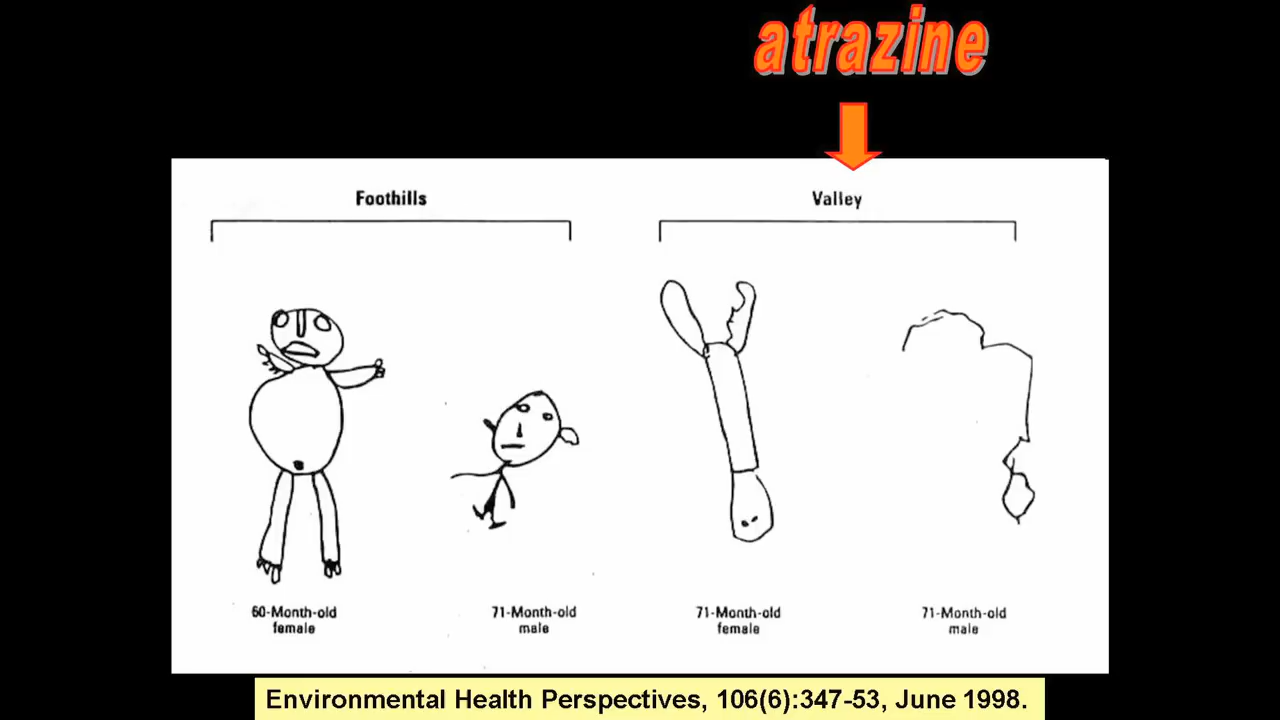 atrazine
Foothills
Valley
60-Month-old
female
71-Month-old
male
71-Month-old
female
71-Month-old
male
Environmental Health Perspectives, 106(6):347-53, June 1998.